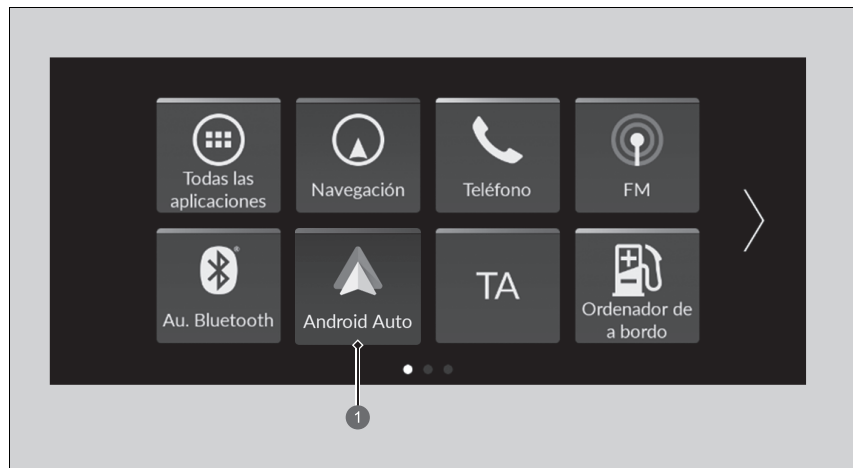 Todas las
aplicaciones
Navegación
Teléfono
FM
Au. Bluetooth®
Android Auto
TA
Ordenador de
a bordo
1